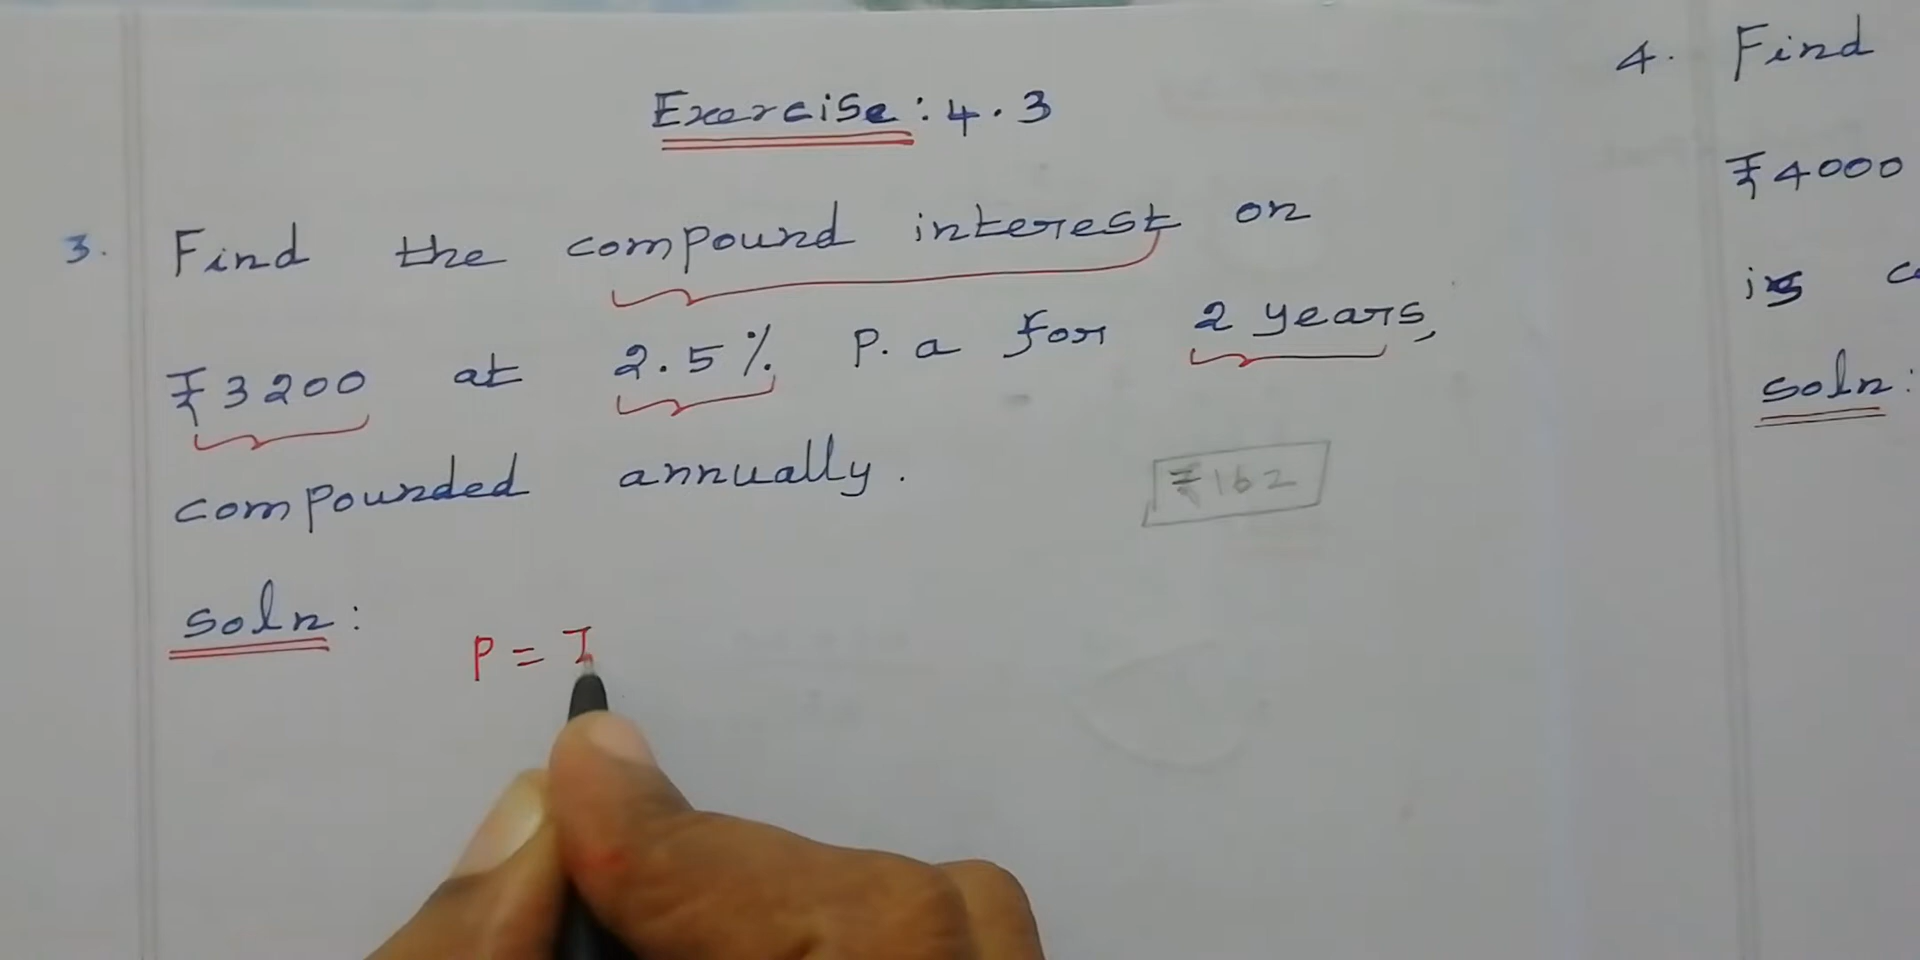 Exercise: 4.3
3. Find the compound interest on
₹3200 at 2.5% P.a for 2 years,
compounded annually.
₹162
Soln:
P = ₹
4. Find
₹4000
is
Soln: